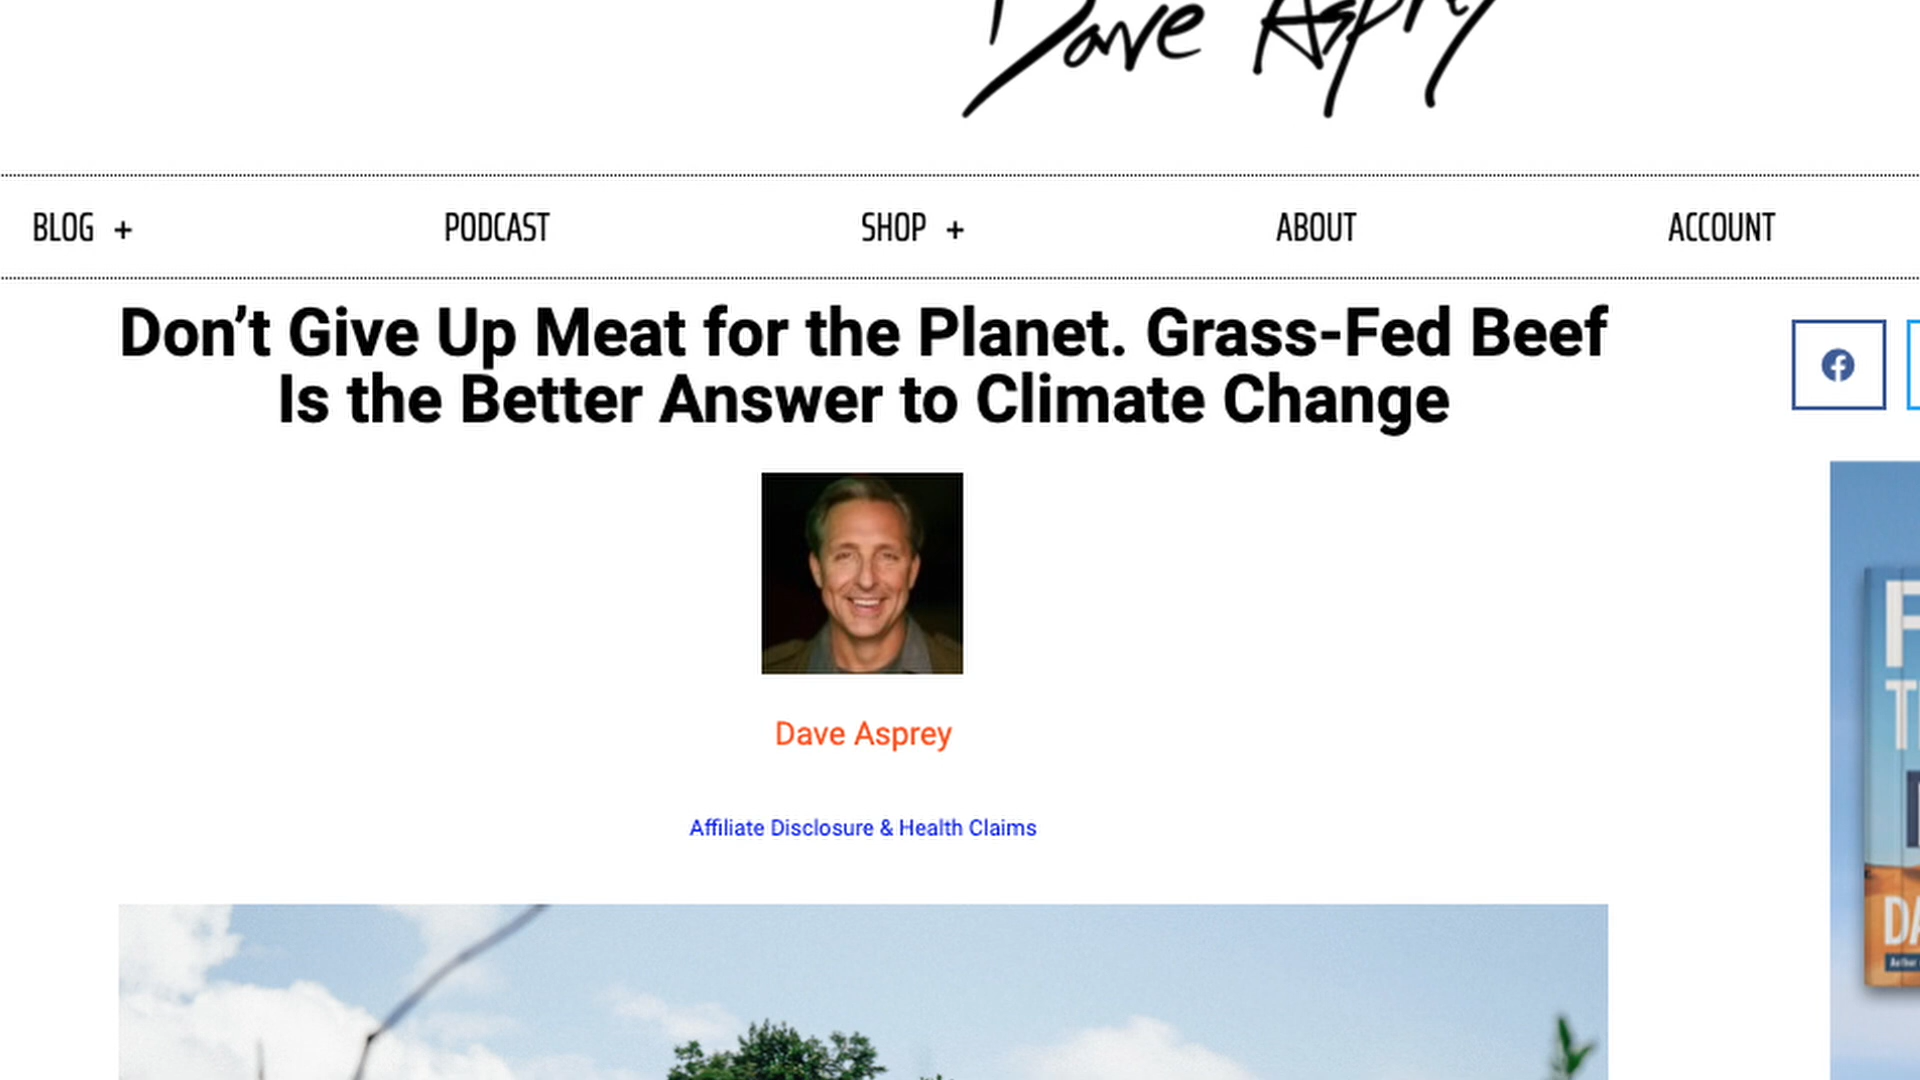 Dave Asprey
BLOG +
PODCAST
SHOP +
ABOUT
ACCOUNT
Don’t Give Up Meat for the Planet. Grass-Fed Beef
Is the Better Answer to Climate Change
Dave Asprey
Affiliate Disclosure & Health Claims